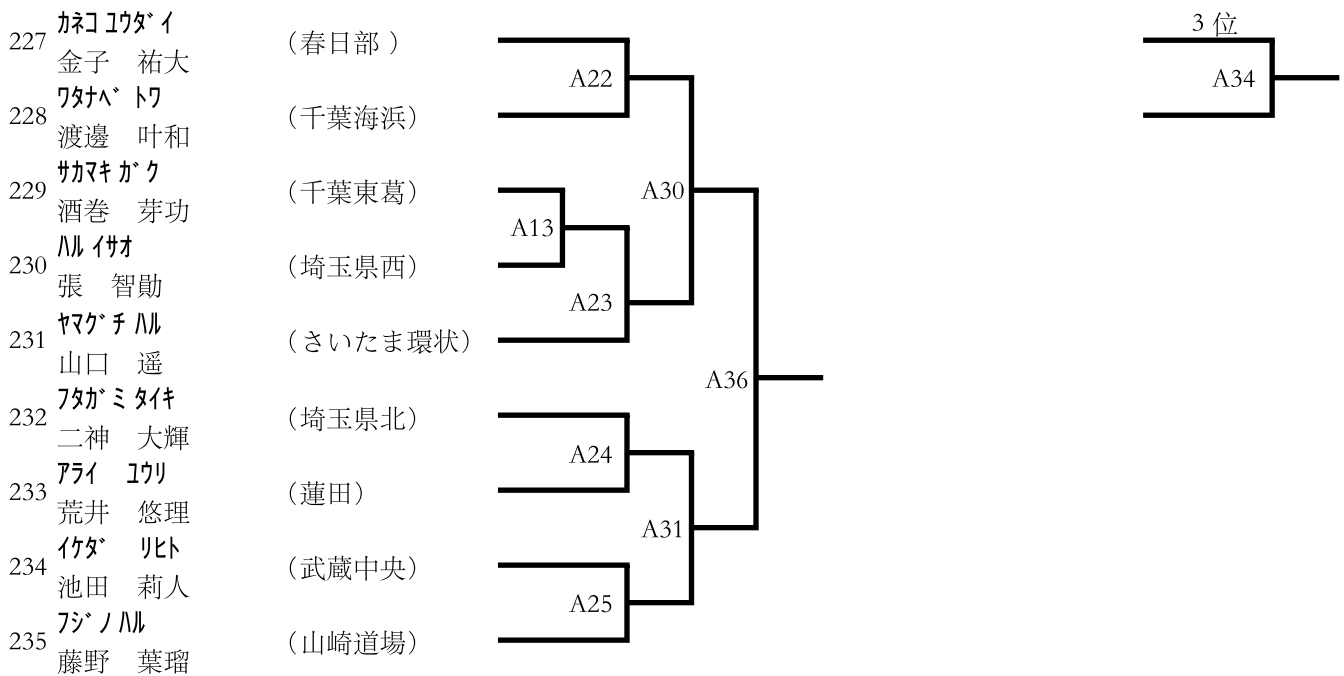 ｶﾈｺ ﾕｳﾀﾞｲ
227 金子　祐大 （春日部 ）
ﾜﾀﾅﾍﾞ ﾄﾜ
228 渡邊　叶和 （千葉海浜）
ｻｶﾏｷ ｶﾞｸ
229 酒巻　芽功 （千葉東葛）
ﾊﾙ ｲｻｵ
230 張　智勛 （埼玉県西）
ﾔﾏｸﾞﾁ ﾊﾙ
231 山口　遥 （さいたま環状）
ﾌﾀｶﾞﾐ ﾀｲｷ
232 二神　大輝 （埼玉県北）
ｱﾗｲ　ﾕｳﾘ
233 荒井　悠理 （蓮田）
ｲｹﾀﾞ　ﾘﾋﾄ
234 池田　莉人 （武蔵中央）
ﾌｼﾞﾉ ﾊﾙ
235 藤野　葉瑠 （山崎道場）
A13
A22
A23
A24
A25
A30
A31
A36
3 位
A34